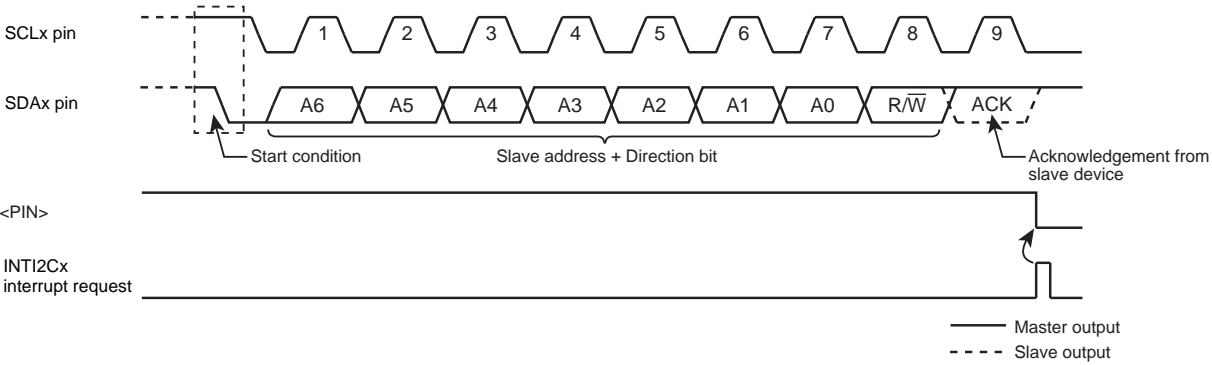 SCLx pin
1 2 3 4 5 6 7 8 9
SDAx pin
A6 A5 A4 A3 A2 A1 A0 R/W̅ ACK
Start condition
Slave address + Direction bit
Acknowledgement from
slave device
<PIN>
INTI2Cx
interrupt request
Master output
Slave output